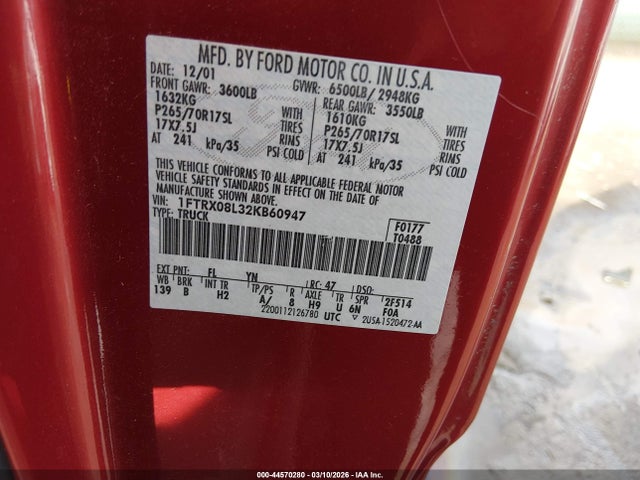 MFD. BY FORD MOTOR CO. IN U.S.A.
DATE: 12/01 GVWR: 6500LB/ 2948KG
FRONT GAWR: 3600LB REAR GAWR: 3550LB
1632KG WITH 1610KG WITH
P265/70R17SL TIRES P265/70R17SL TIRES
17X7.5J RIMS 17X7.5J RIMS
AT 241 kPa/35 PSI COLD AT 241 kPa/35 PSI COLD
THIS VEHICLE CONFORMS TO ALL APPLICABLE FEDERAL MOTOR
VEHICLE SAFETY STANDARDS IN EFFECT ON THE DATE OF
MANUFACTURE SHOWN ABOVE.
VIN: 1FTRX08L32KB60947
TYPE: TRUCK
F0177
T0488
EXT PNT: FL YN RC: 47 DSO: 2F514
WB BRK INT TR TP/PS R AXLE TR SPR F0A
139 B H2 A/ 8 H9 U 6N
2200112126780 UTC ▽ 2USA-1520472-AA
000-44570280 - 03/10/2026 - IAA Inc.